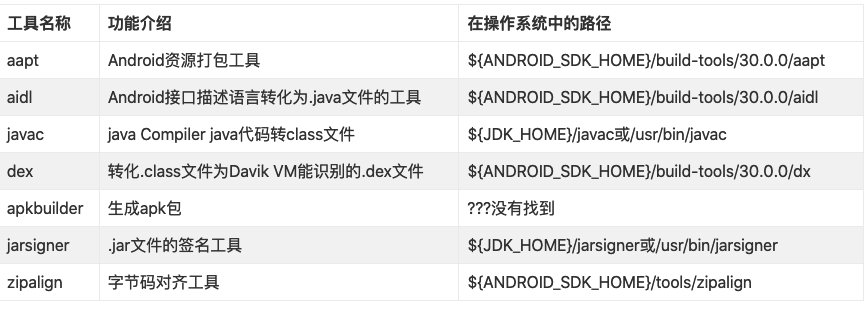 工具名称 功能介绍 在操作系统中的路径
aapt Android资源打包工具 ${ANDROID_SDK_HOME}/build-tools/30.0.0/aapt
aidl Android接口描述语言转化为.java文件的工具 ${ANDROID_SDK_HOME}/build-tools/30.0.0/aidl
javac java Compiler java代码转class文件 ${JDK_HOME}/javac或/usr/bin/javac
dex 转化.class文件为Davik VM能识别的.dex文件 ${ANDROID_SDK_HOME}/build-tools/30.0.0/dx
apkbuilder 生成apk包 ???没有找到
jarsigner .jar文件的签名工具 ${JDK_HOME}/jarsigner或/usr/bin/jarsigner
zipalign 字节码对齐工具 ${ANDROID_SDK_HOME}/tools/zipalign